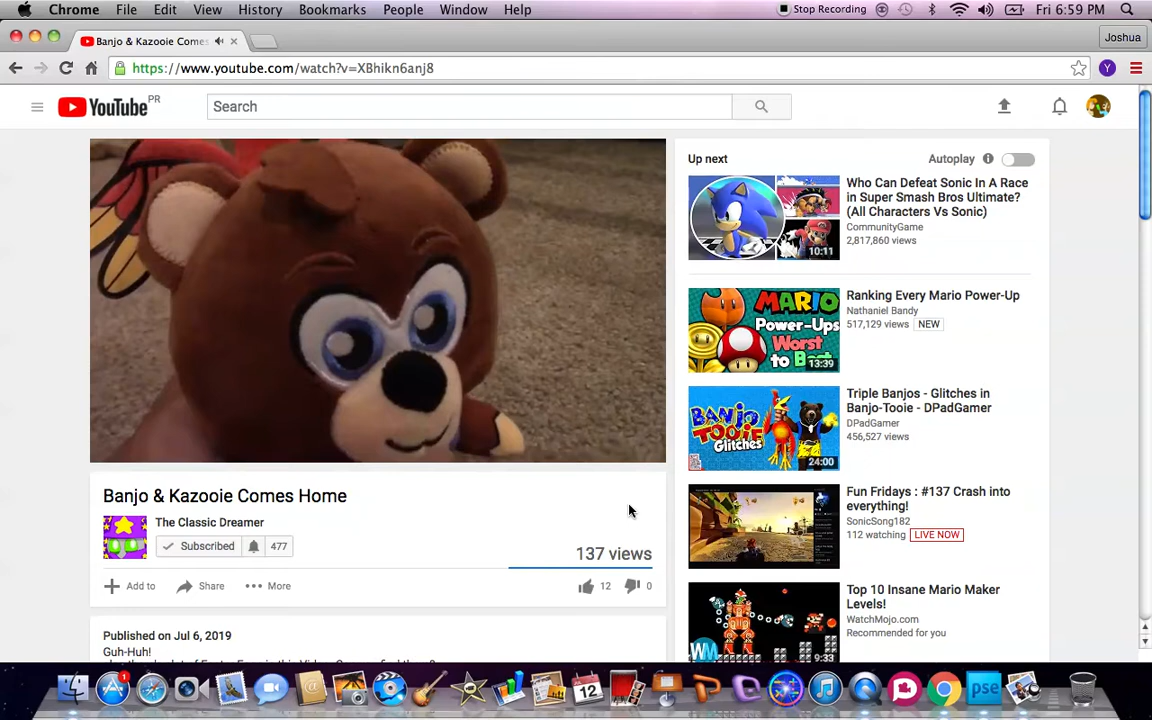 Chrome File Edit View History Bookmarks People Window Help Stop Recording Fri 6:59 PM
Banjo & Kazooie Comes Joshua
https://www.youtube.com/watch?v=XBhikn6anj8 Y
YouTube PR Search
Up next Autoplay
Who Can Defeat Sonic In A Race
in Super Smash Bros Ultimate?
(All Characters Vs Sonic)
CommunityGame
2,817,860 views
10:11
Ranking Every Mario Power-Up
Nathaniel Bandy
517,129 views NEW
MARIO
Power-Ups
Worst
to Best
13:39
Triple Banjos - Glitches in
Banjo-Tooie - DPadGamer
DPadGamer
456,527 views
BANJO
TOOIE
Glitches
24:00
Fun Fridays : #137 Crash into
everything!
SonicSong182
112 watching LIVE NOW
Top 10 Insane Mario Maker
Levels!
WatchMojo.com
Recommended for you
9:33
Banjo & Kazooie Comes Home
The Classic Dreamer
Subscribed 477
137 views
Add to Share More 12 0
Published on Jul 6, 2019
Guh-Huh!
1
12
pse